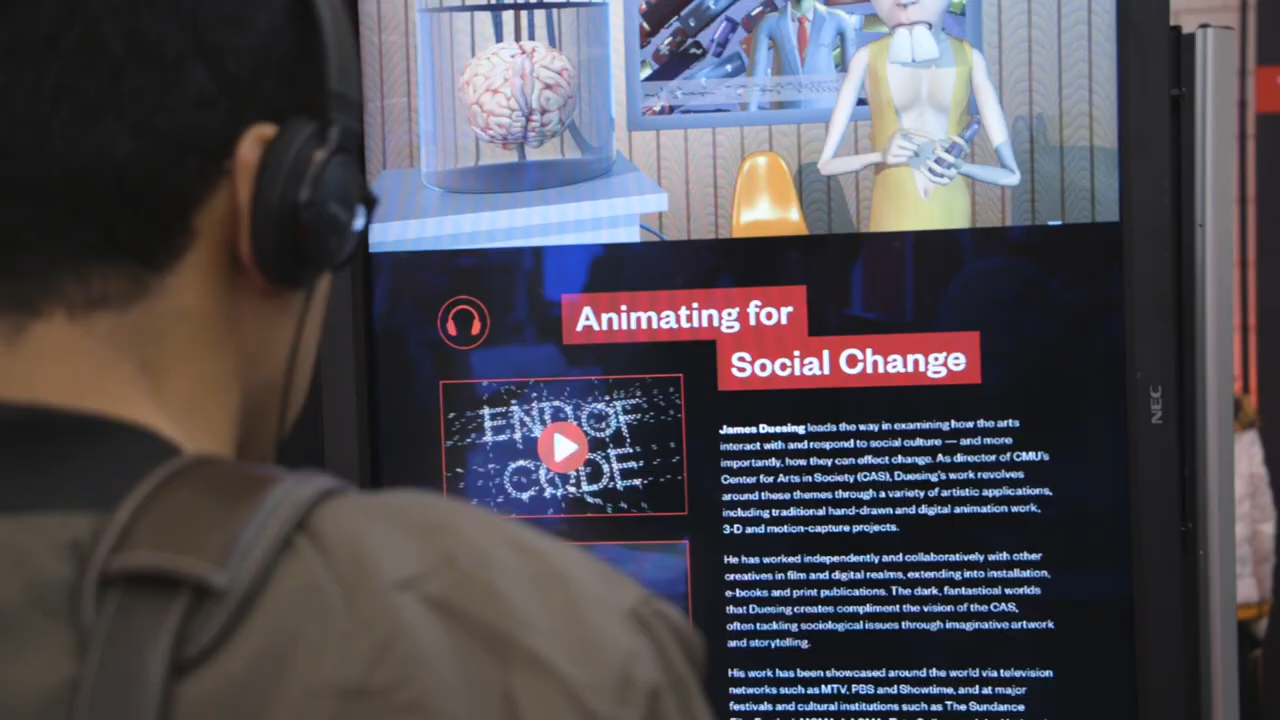 Animating for
Social Change
END OF
CODE
James Duesing leads the way in examining how the arts
interact with and respond to social culture — and more
importantly, how they can effect change. As director of CMU's
Center for Arts in Society (CAS), Duesing's work revolves
around these themes through a variety of artistic applications,
including traditional hand-drawn and digital animation work,
3-D and motion-capture projects.
He has worked independently and collaboratively with other
creatives in film and digital realms, extending into installation,
e-books and print publications. The dark, fantastical worlds
that Duesing creates compliment the vision of the CAS,
often tackling sociological issues through imaginative artwork
and storytelling.
His work has been showcased around the world via television
networks such as MTV, PBS and Showtime, and at major
festivals and cultural institutions such as The Sundance
NEC